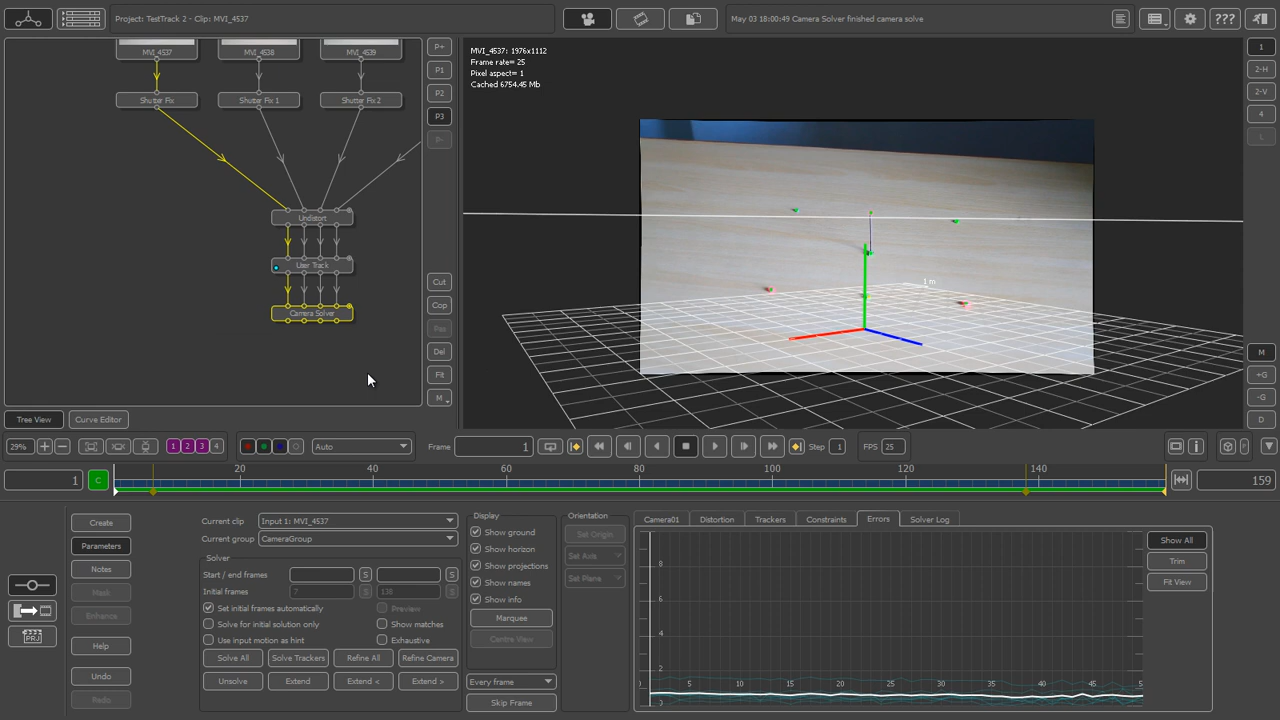 Project: TestTrack 2 - Clip: MVI_4537
May 03 18:00:49 Camera Solver finished camera solve
???
MVI_4537
MVI_4538
MVI_4539
Shutter Fix
Shutter Fix 1
Shutter Fix 2
Undistort
User Track
Camera Solver
P+
P1
P2
P3
P-
Cut
Cop
Pas
Del
Fit
M
MVI_4537: 1976x1112
Frame rate= 25
Pixel aspect= 1
Cached 6754.45 Mb
1 m
1
2-H
2-V
4
L
M
+G
-G
D
Tree View
Curve Editor
29%
1
2
3
4
Auto
Frame
1
Step
1
FPS
25
1
C
20
40
60
80
100
120
140
159
Create
Parameters
Notes
Mask
Enhance
Help
Undo
Redo
PRJ
Current clip
Input 1: MVI_4537
Current group
CameraGroup
Solver
Start / end frames
S
S
Initial frames
7
S
138
S
Set initial frames automatically
Preview
Solve for initial solution only
Show matches
Use input motion as hint
Exhaustive
Solve All
Solve Trackers
Refine All
Refine Camera
Unsolve
Extend
Extend <
Extend >
Display
Show ground
Show horizon
Show projections
Show names
Show info
Marquee
Centre View
Every frame
Skip Frame
Orientation
Set Origin
Set Axis
Set Plane
Camera01
Distortion
Trackers
Constraints
Errors
Solver Log
8
6
4
2
5
10
15
20
25
30
35
40
45
Show All
Trim
Fit View